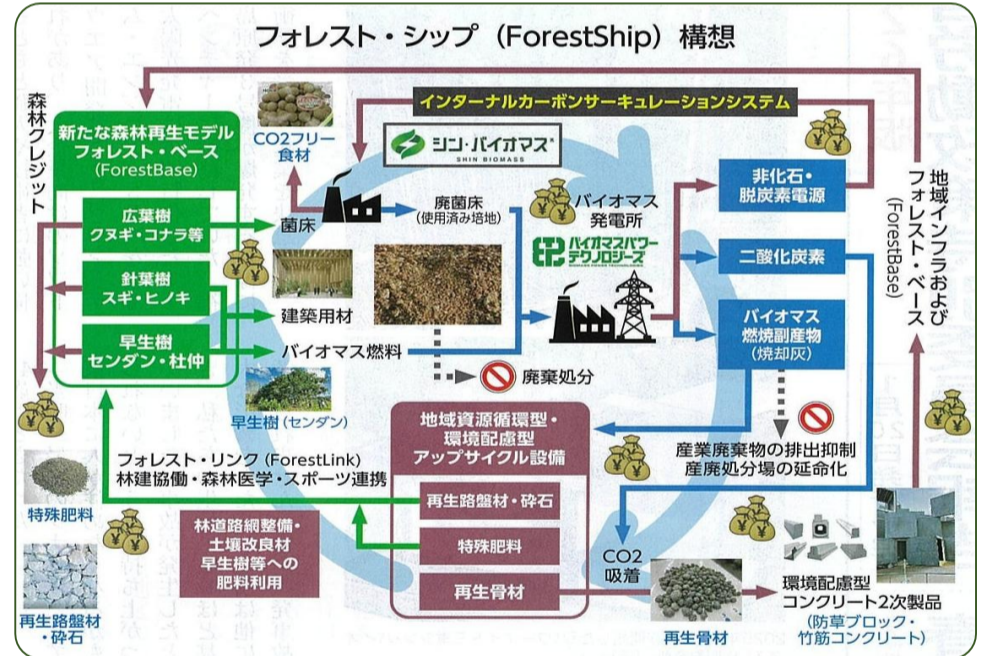 フォレスト・シップ（ForestShip）構想
森林クレジット
新たな森林再生モデル
フォレスト・ベース
(ForestBase)
広葉樹
クヌギ・コナラ等
針葉樹
スギ・ヒノキ
早生樹
センダン・杜仲
CO2フリー
食材
インターナルカーボンサーキュレーションシステム
シン・バイオマス
SHIN BIOMASS
菌床
廃菌床
(使用済み培地)
バイオマス
発電所
バイオマスパワー
テクノロジーズ
建築用材
バイオマス燃料
早生樹(センダン)
廃棄処分
非化石・
脱炭素電源
二酸化炭素
バイオマス
燃焼副産物
(焼却灰)
地域インフラおよび
フォレスト・ベース
(ForestBase)
産業廃棄物の排出抑制
産廃処分場の延命化
地域資源循環型・
環境配慮型
アップサイクル設備
再生路盤材・砕石
特殊肥料
再生骨材
フォレスト・リンク(ForestLink)
林建協働・森林医学・スポーツ連携
林道路網整備・
土壌改良材
早生樹等への
肥料利用
特殊肥料
再生路盤材
・砕石
CO2
吸着
再生骨材
環境配慮型
コンクリート2次製品
(防草ブロック・
竹筋コンクリート)